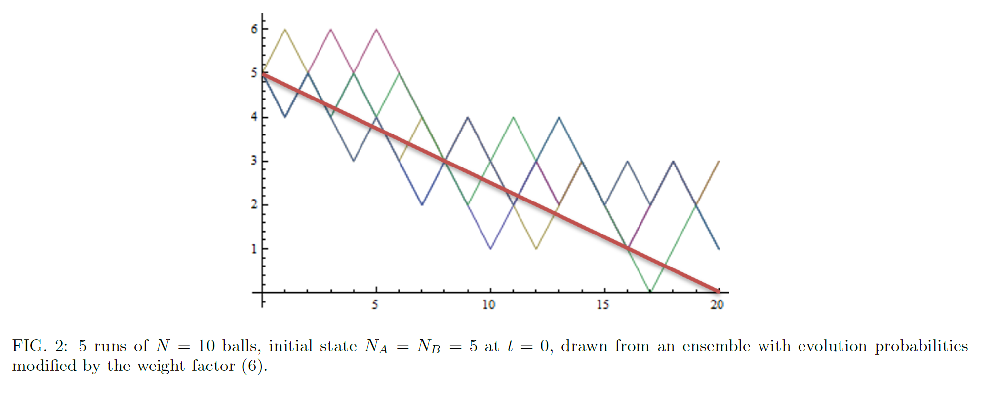 6
5
4
3
2
1
5 10 15 20
FIG. 2: 5 runs of N = 10 balls, initial state N_A = N_B = 5 at t = 0, drawn from an ensemble with evolution probabilities
modified by the weight factor (6).